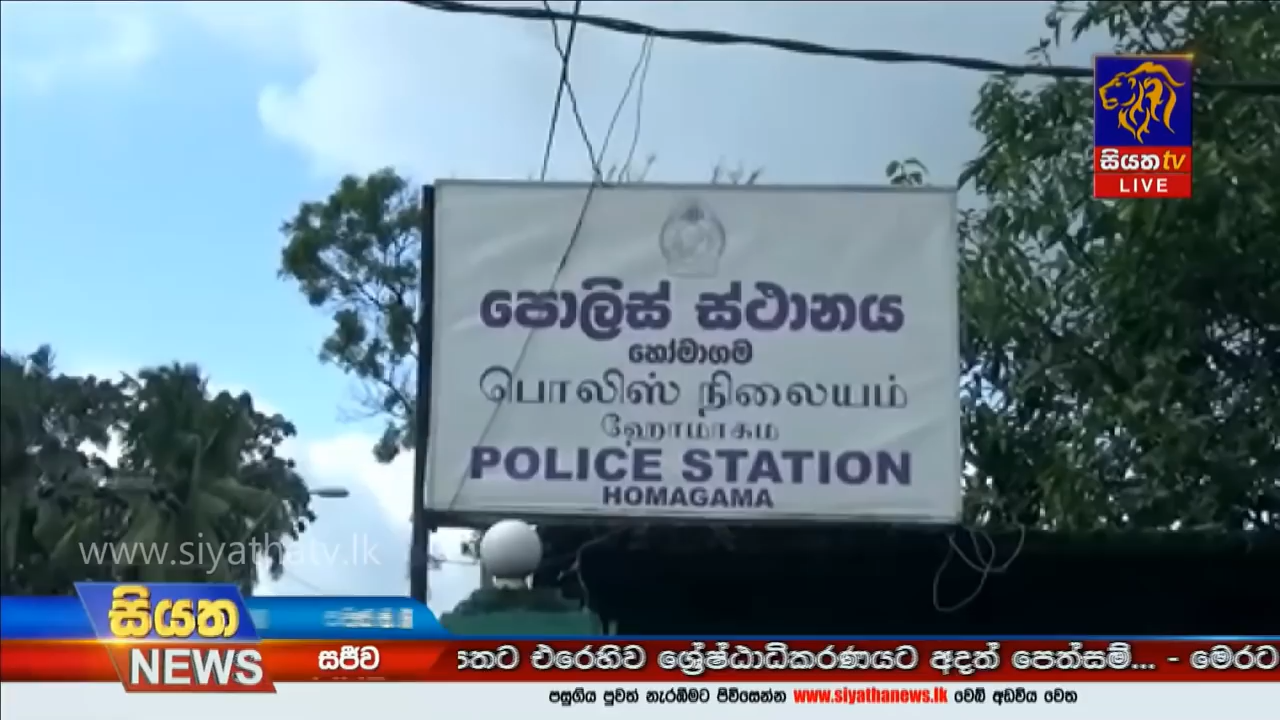 සියත tv
LIVE
පොලිස් ස්ථානය
හෝමාගම
பொலிஸ் நிலையம்
ஹோமாகம
POLICE STATION
HOMAGAMA
www.siyathatv.lk
සියත
NEWS
සජීව
එරෙහිව ශ්‍රේෂ්ඨාධිකරණයට අදත් පෙත්සම්... - මෙරට
පසුගිය පුවත් නැරඹීමට පිවිසෙන්න www.siyathanews.lk වෙබ් අඩවිය වෙත